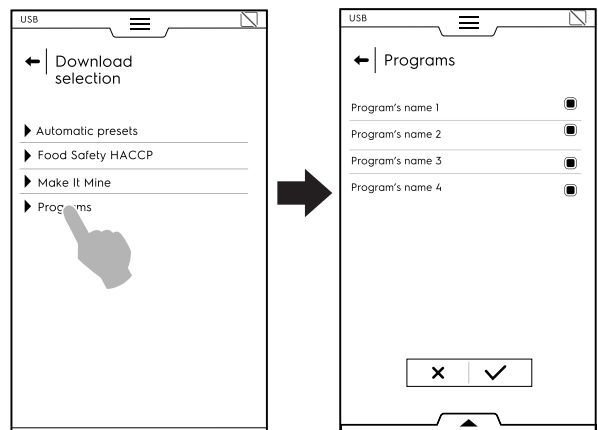 USB
Download
selection
Automatic presets
Food Safety HACCP
Make It Mine
Programs
USB
Programs
Program's name 1
Program's name 2
Program's name 3
Program's name 4